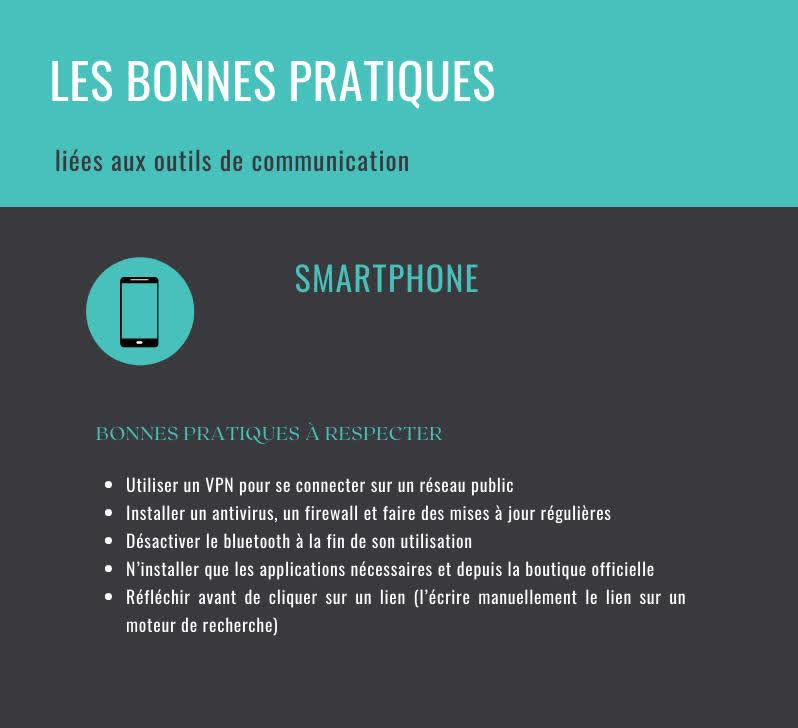 LES BONNES PRATIQUES
liées aux outils de communication
SMARTPHONE
BONNES PRATIQUES À RESPECTER
• Utiliser un VPN pour se connecter sur un réseau public
• Installer un antivirus, un firewall et faire des mises à jour régulières
• Désactiver le bluetooth à la fin de son utilisation
• N’installer que les applications nécessaires et depuis la boutique officielle
• Réfléchir avant de cliquer sur un lien (l’écrire manuellement le lien sur un
moteur de recherche)